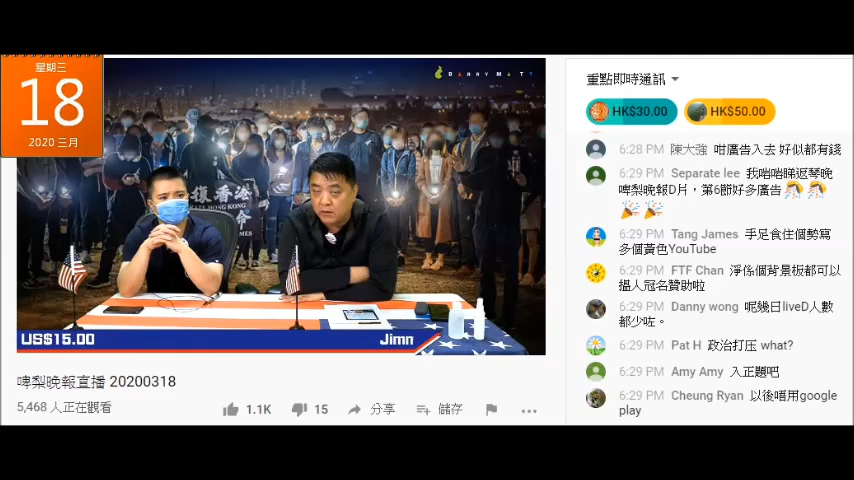 星期三
18
2020 三月
DARRY MATT
復香港
RATE HONG KONG
命
TIMES
US$15.00
Jimm
啤梨晚報直播 20200318
5,468 人正在觀看
1.1K
15
分享
儲存
重點即時通訊
HK$30.00
HK$50.00
6:28 PM 陳大強 咁廣告入去 好似都有錢
6:29 PM Separate lee 我啱啱睇返琴晚
啤梨晚報D片，第6節好多廣告
6:29 PM Tang James 手足食住個勢寫
多個黃色YouTube
6:29 PM FTF Chan 淨係個背景板都可以
搵人冠名贊助啦
6:29 PM Danny wong 呢幾日liveD人數
都少咗。
6:29 PM Pat H 政治打压 what?
6:29 PM Amy Amy 入正題吧
6:29 PM Cheung Ryan 以後唔用google
play